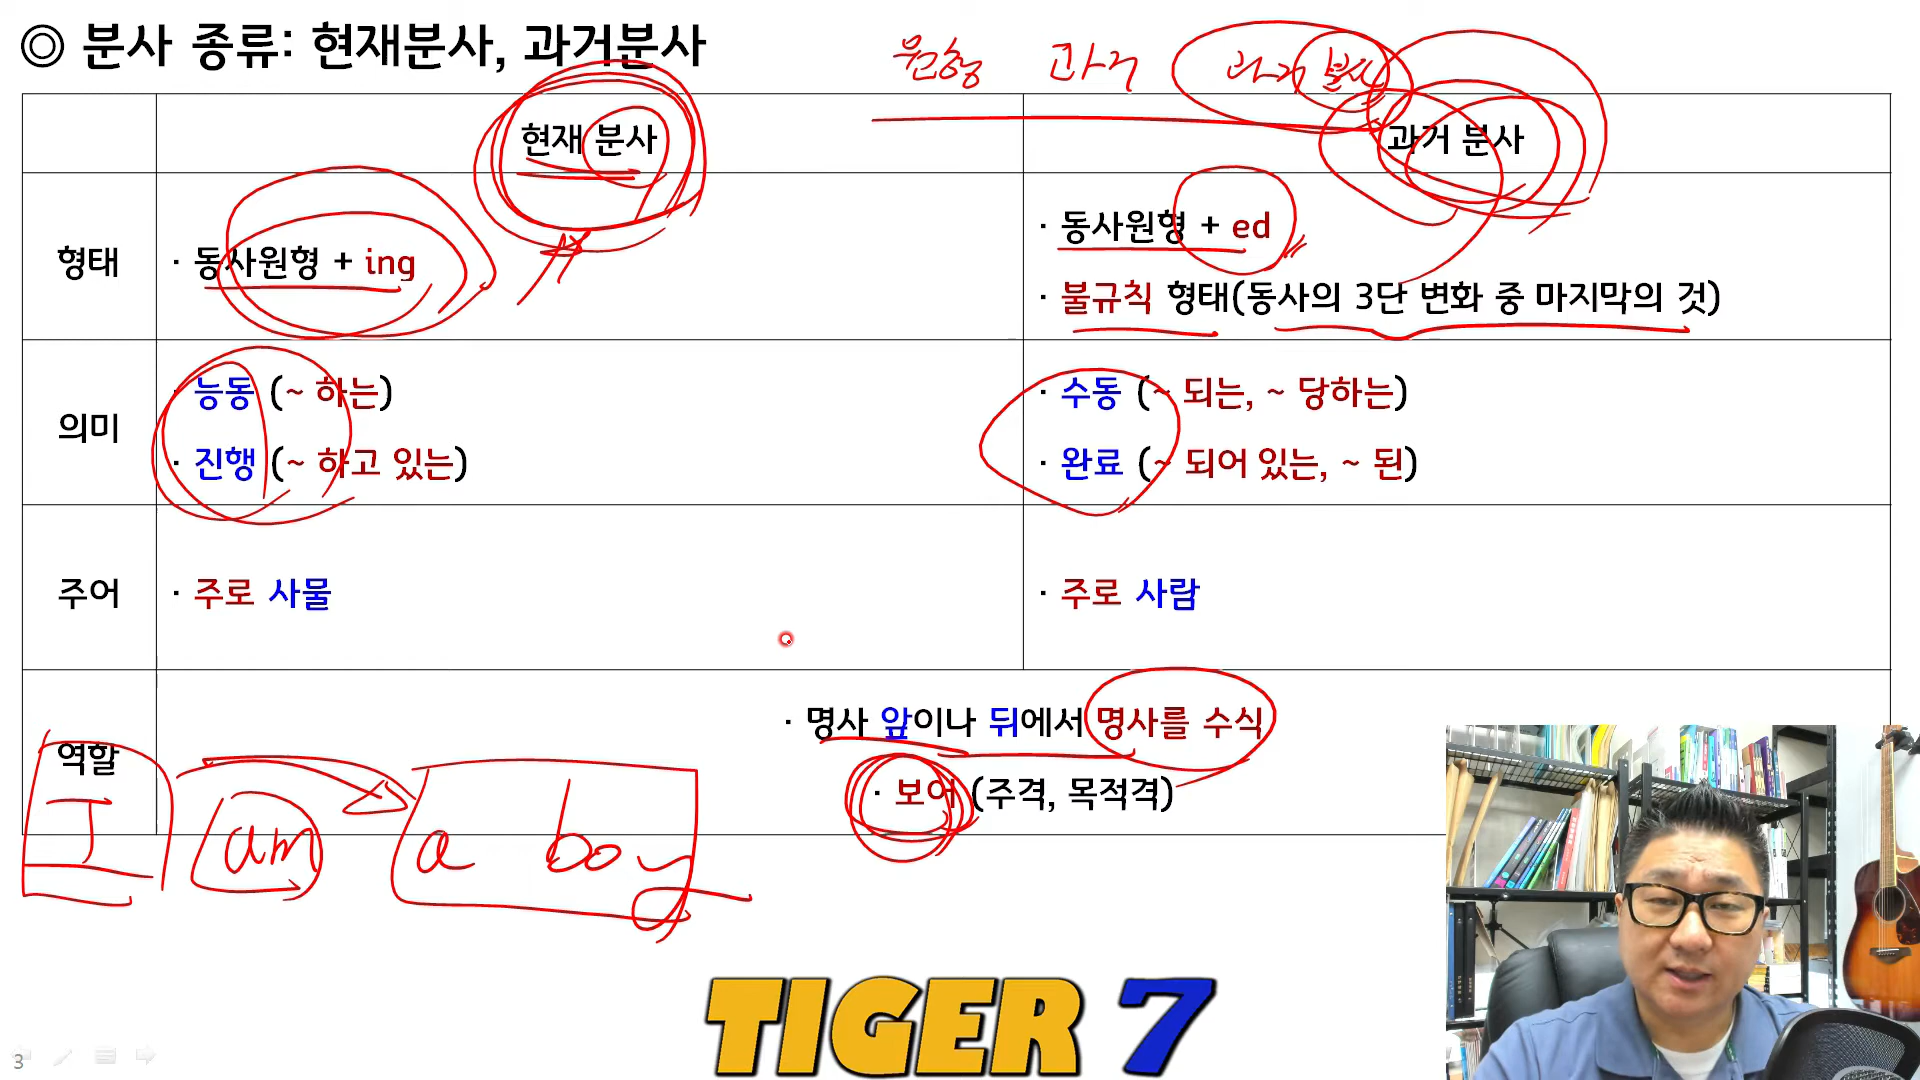 ◎ 분사 종류: 현재분사, 과거분사
원형 과거 과거분사
현재 분사
과거 분사
형태
· 동사원형 + ing
· 동사원형 + ed
· 불규칙 형태(동사의 3단 변화 중 마지막의 것)
의미
· 능동 (~ 하는)
· 진행 (~ 하고 있는)
· 수동 (~ 되는, ~ 당하는)
· 완료 (~ 되어 있는, ~ 된)
주어
· 주로 사물
· 주로 사람
역할
· 명사 앞이나 뒤에서 명사를 수식
· 보어 (주격, 목적격)
I am a boy
TIGER 7
3